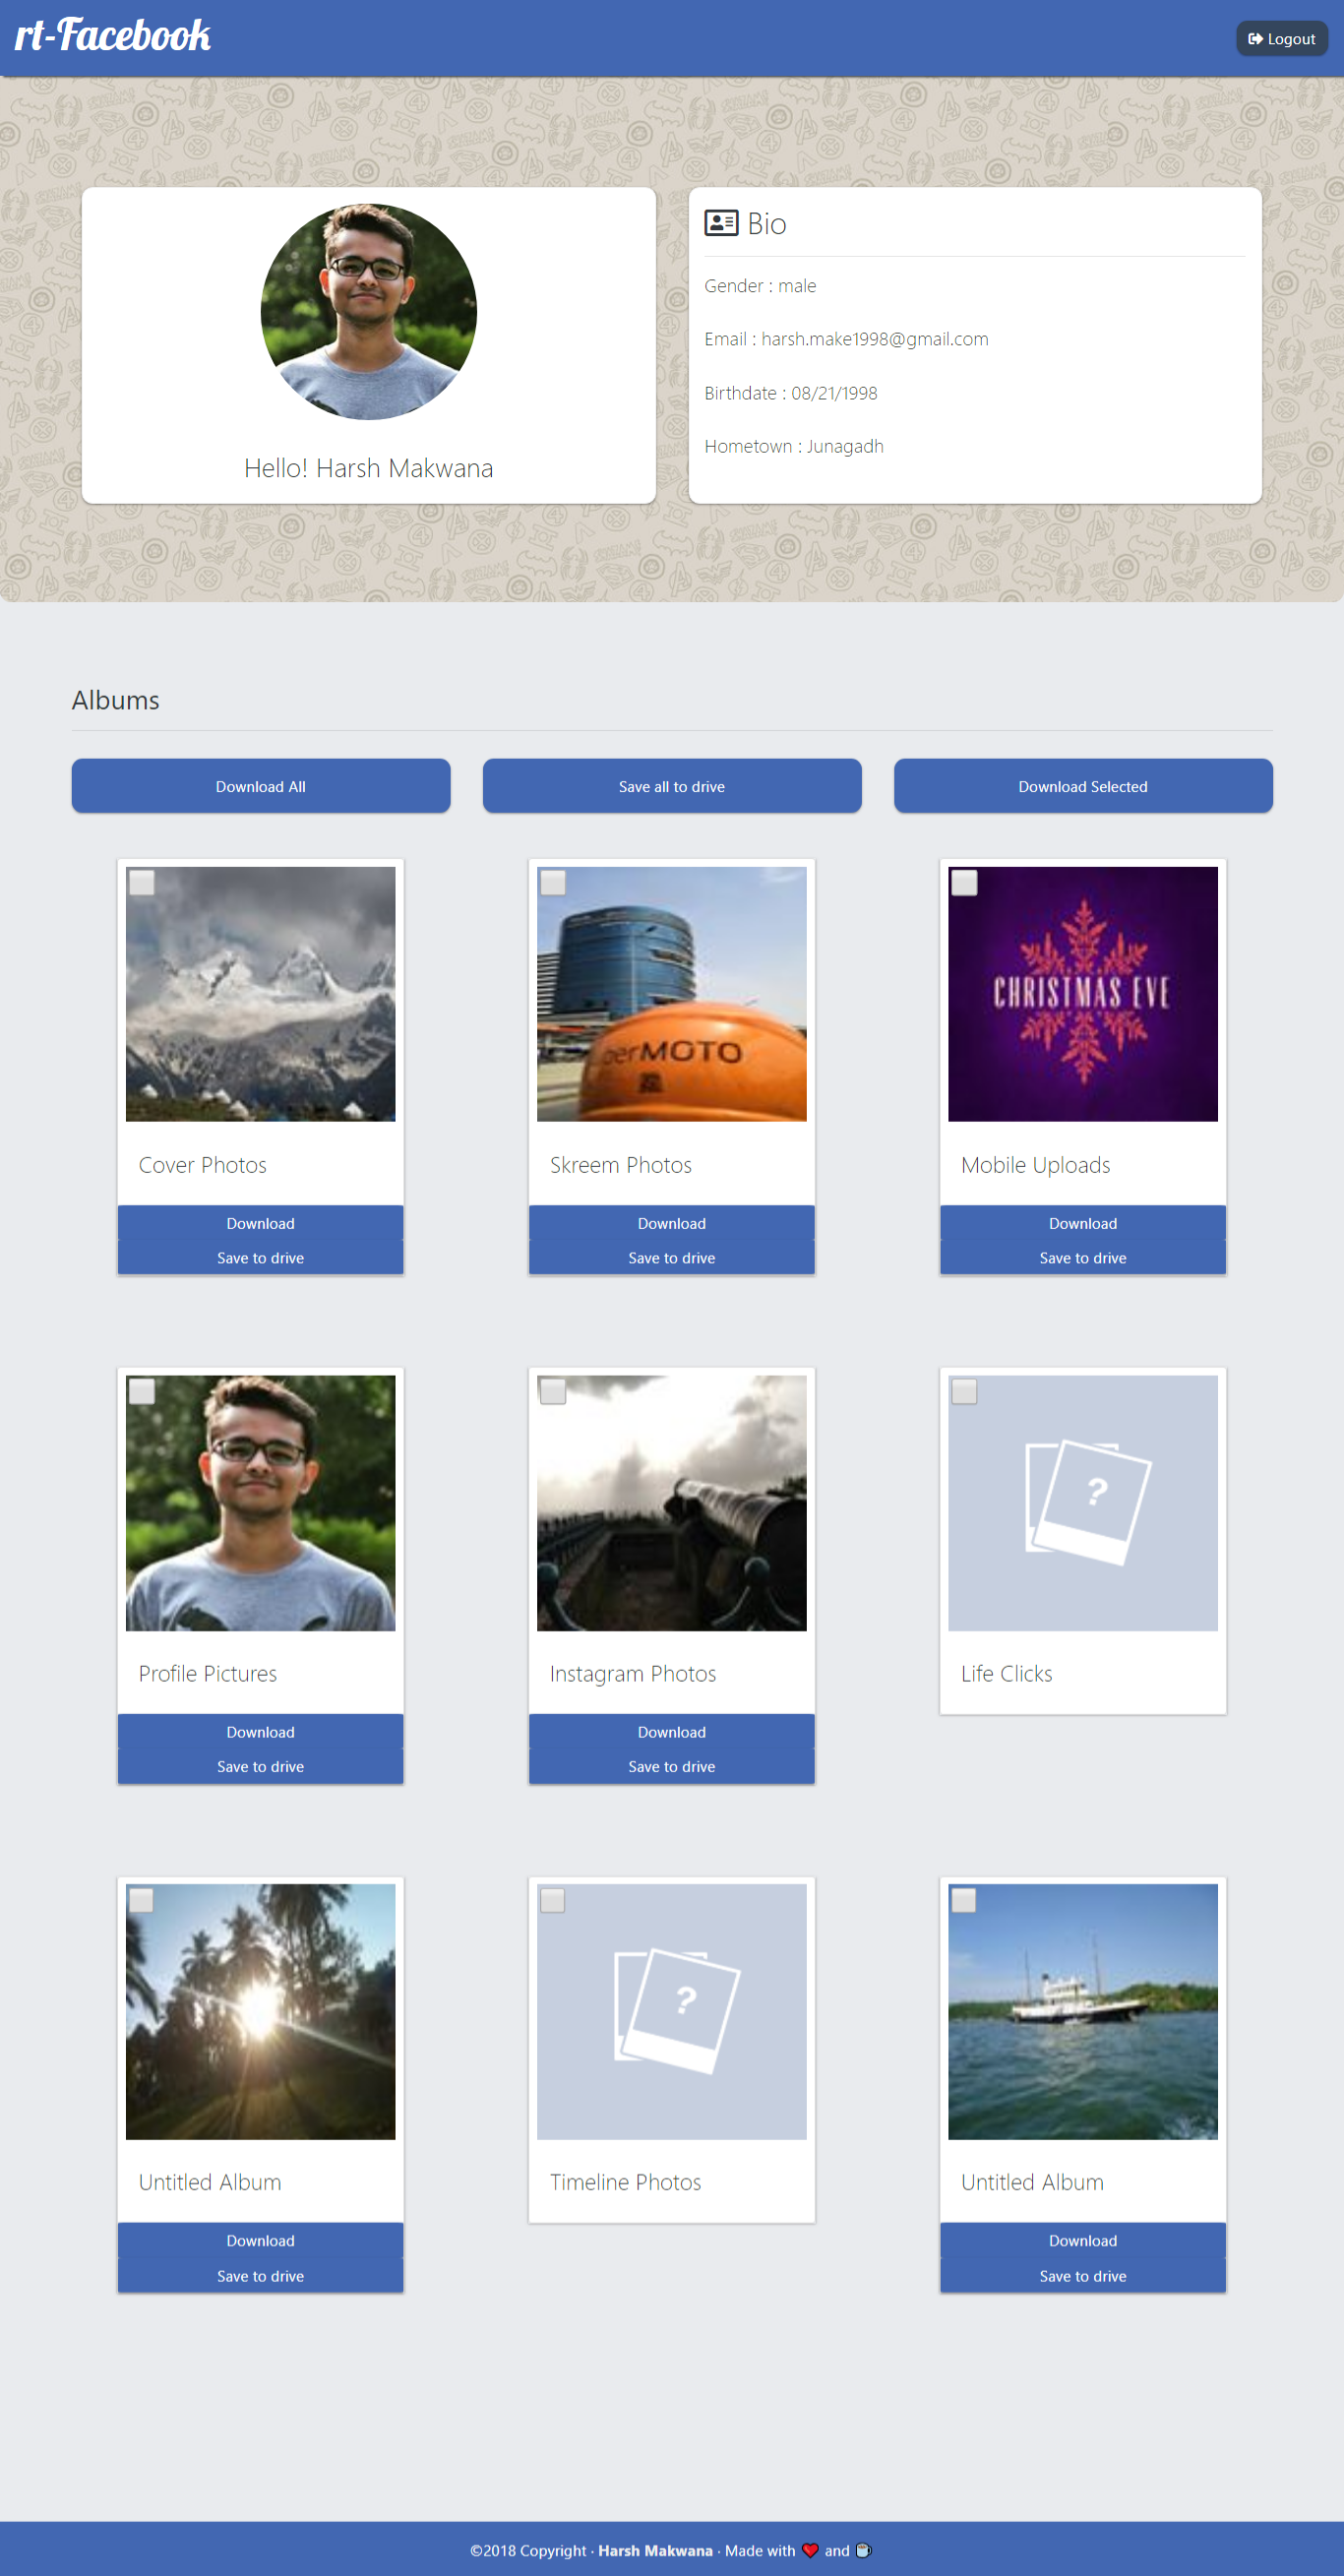 rt-Facebook
Logout
Bio
Gender : male
Email : harsh.make1998@gmail.com
Birthdate : 08/21/1998
Hometown : Junagadh
Hello! Harsh Makwana
Albums
Download All
Save all to drive
Download Selected
erMOTO
CHRISTMAS EVE
Cover Photos
Skreem Photos
Mobile Uploads
Download
Download
Download
Save to drive
Save to drive
Save to drive
?
Profile Pictures
Instagram Photos
Life Clicks
Download
Download
Save to drive
Save to drive
?
Untitled Album
Timeline Photos
Untitled Album
Download
Download
Save to drive
Save to drive
©2018 Copyright · Harsh Makwana · Made with ❤ and ☕